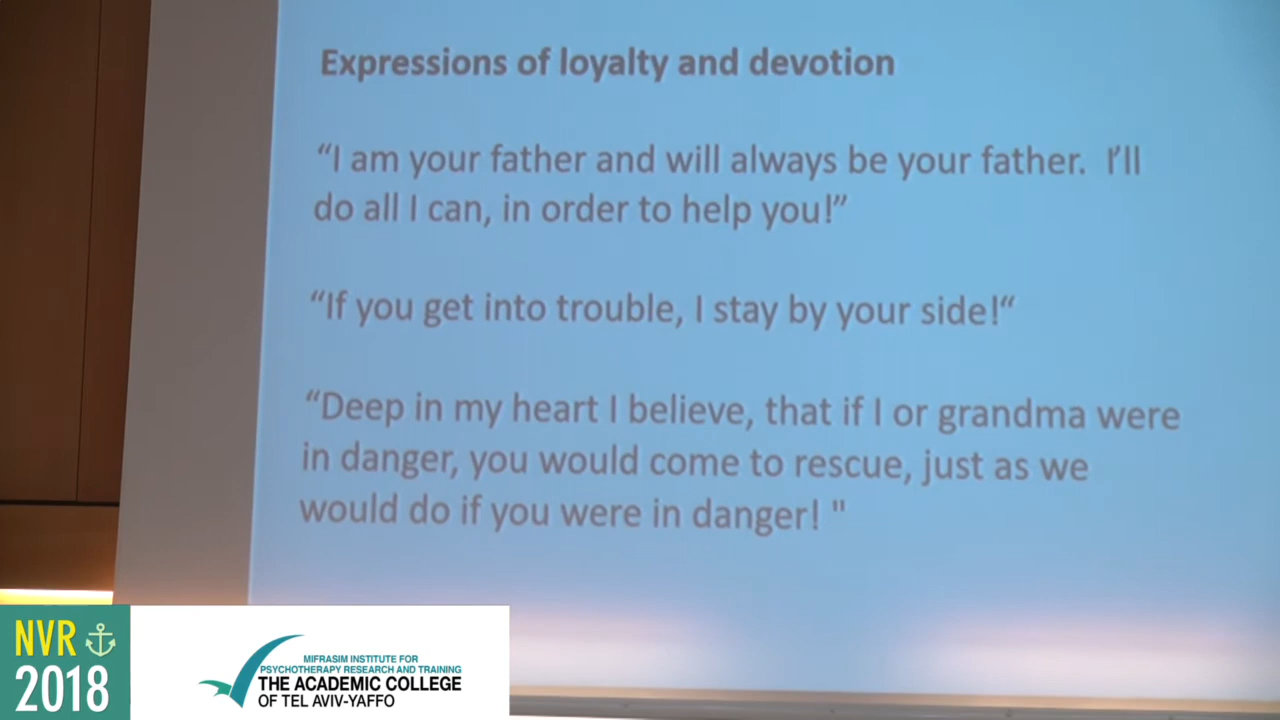 Expressions of loyalty and devotion
“I am your father and will always be your father.  I’ll
do all I can, in order to help you!”
“If you get into trouble, I stay by your side!“
“Deep in my heart I believe, that if I or grandma were
in danger, you would come to rescue, just as we
would do if you were in danger! "
NVR
2018
MIFRASIM INSTITUTE FOR
PSYCHOTHERAPY RESEARCH AND TRAINING
THE ACADEMIC COLLEGE
OF TEL AVIV-YAFFO